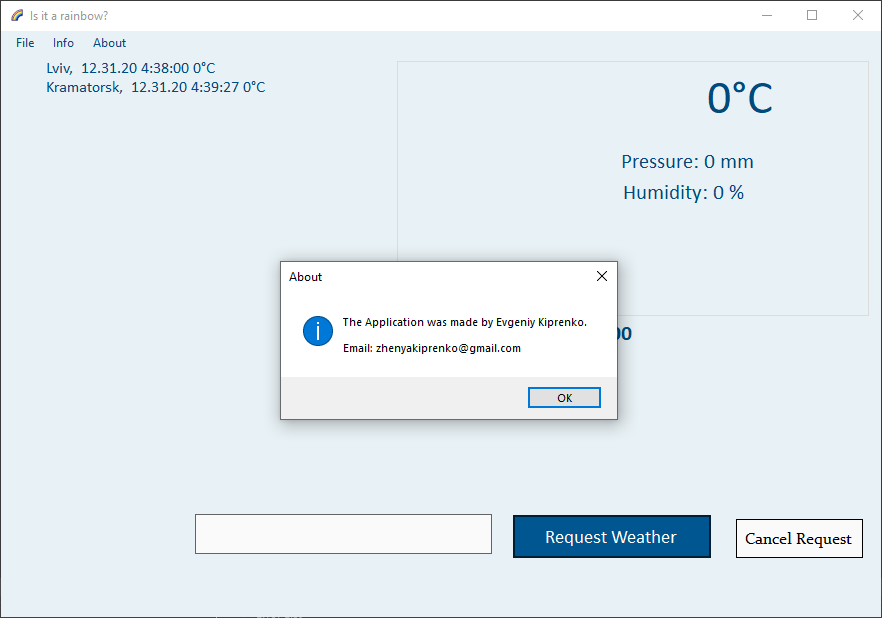 Is it a rainbow?
File Info About
Lviv, 12.31.20 4:38:00 0°C
Kramatorsk, 12.31.20 4:39:27 0°C
0°C
Pressure: 0 mm
Humidity: 0 %
About
The Application was made by Evgeniy Kiprenko.
Email: zhenyakiprenko@gmail.com
OK
Request Weather
Cancel Request